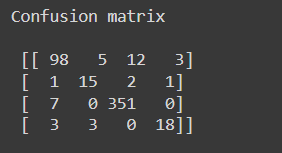 Confusion matrix
[[ 98 5 12 3]
[ 1 15 2 1]
[ 7 0 351 0]
[ 3 3 0 18]]